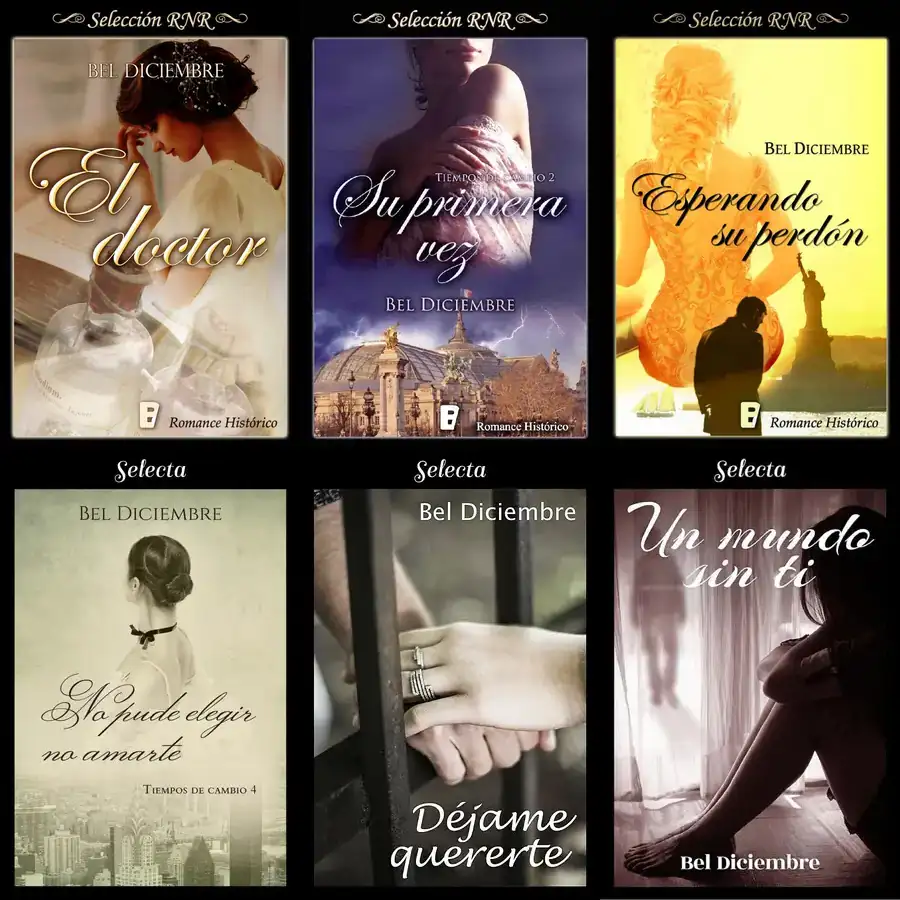 Selección RNR
BEL DICIEMBRE
El
doctor
Romance Histórico
Selección RNR
TIEMPOS DE CAMBIO 2
Su primera
vez
BEL DICIEMBRE
Romance Histórico
Selección RNR
BEL DICIEMBRE
Esperando
su perdón
Romance Histórico
Selecta
BEL DICIEMBRE
No pude elegir
no amarte
TIEMPOS DE CAMBIO 4
Selecta
Bel Diciembre
Déjame
quererte
Selecta
Un mundo
sin ti
Bel Diciembre